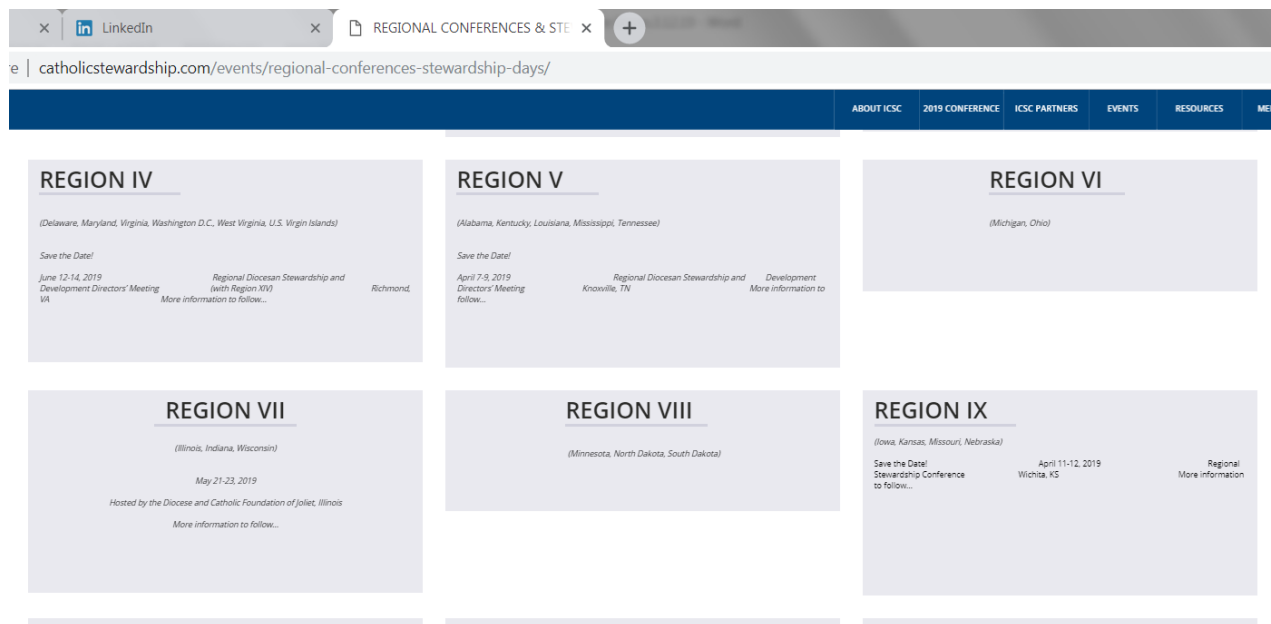 LinkedIn
REGIONAL CONFERENCES & STE
catholicstewardship.com/events/regional-conferences-stewardship-days/
ABOUT ICSC 2019 CONFERENCE ICSC PARTNERS EVENTS RESOURCES
REGION IV
(Delaware, Maryland, Virginia, Washington D.C., West Virginia, U.S. Virgin Islands)
Save the Date!
June 12-14, 2019 Regional Diocesan Stewardship and
Development Directors' Meeting (with Region XIV) Richmond,
VA More information to follow...
REGION V
(Alabama, Kentucky, Louisiana, Mississippi, Tennessee)
Save the Date!
April 7-9, 2019 Regional Diocesan Stewardship and Development
Directors' Meeting Knoxville, TN More information to
follow...
REGION VI
(Michigan, Ohio)
REGION VII
(Illinois, Indiana, Wisconsin)
May 21-23, 2019
Hosted by the Diocese and Catholic Foundation of Joliet, Illinois
More information to follow...
REGION VIII
(Minnesota, North Dakota, South Dakota)
REGION IX
(Iowa, Kansas, Missouri, Nebraska)
Save the Date! April 11-12, 2019 Regional
Stewardship Conference Wichita, KS More information
to follow...